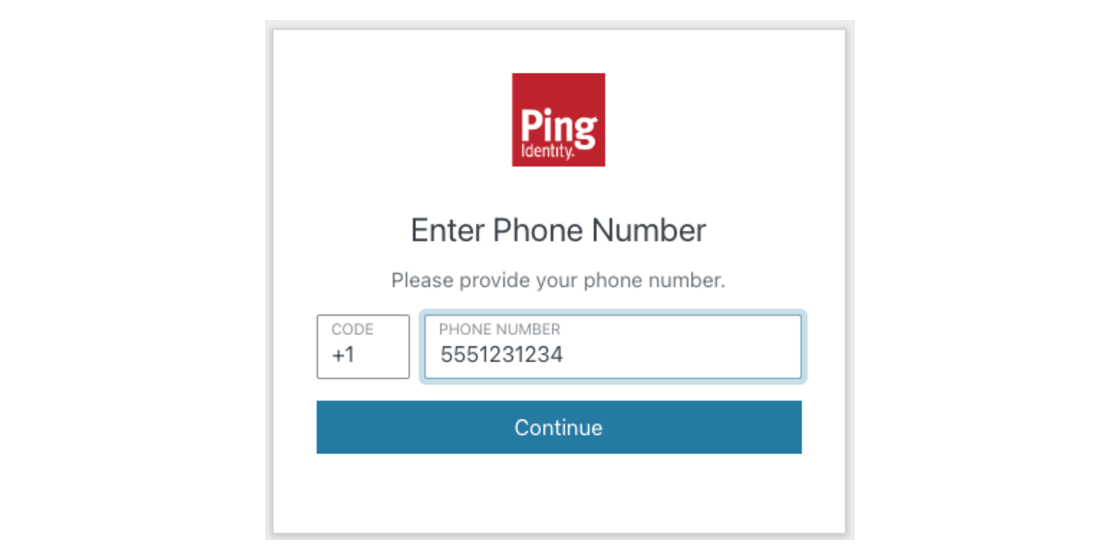 Ping
Identity.
Enter Phone Number
Please provide your phone number.
CODE
+1
PHONE NUMBER
5551231234
Continue